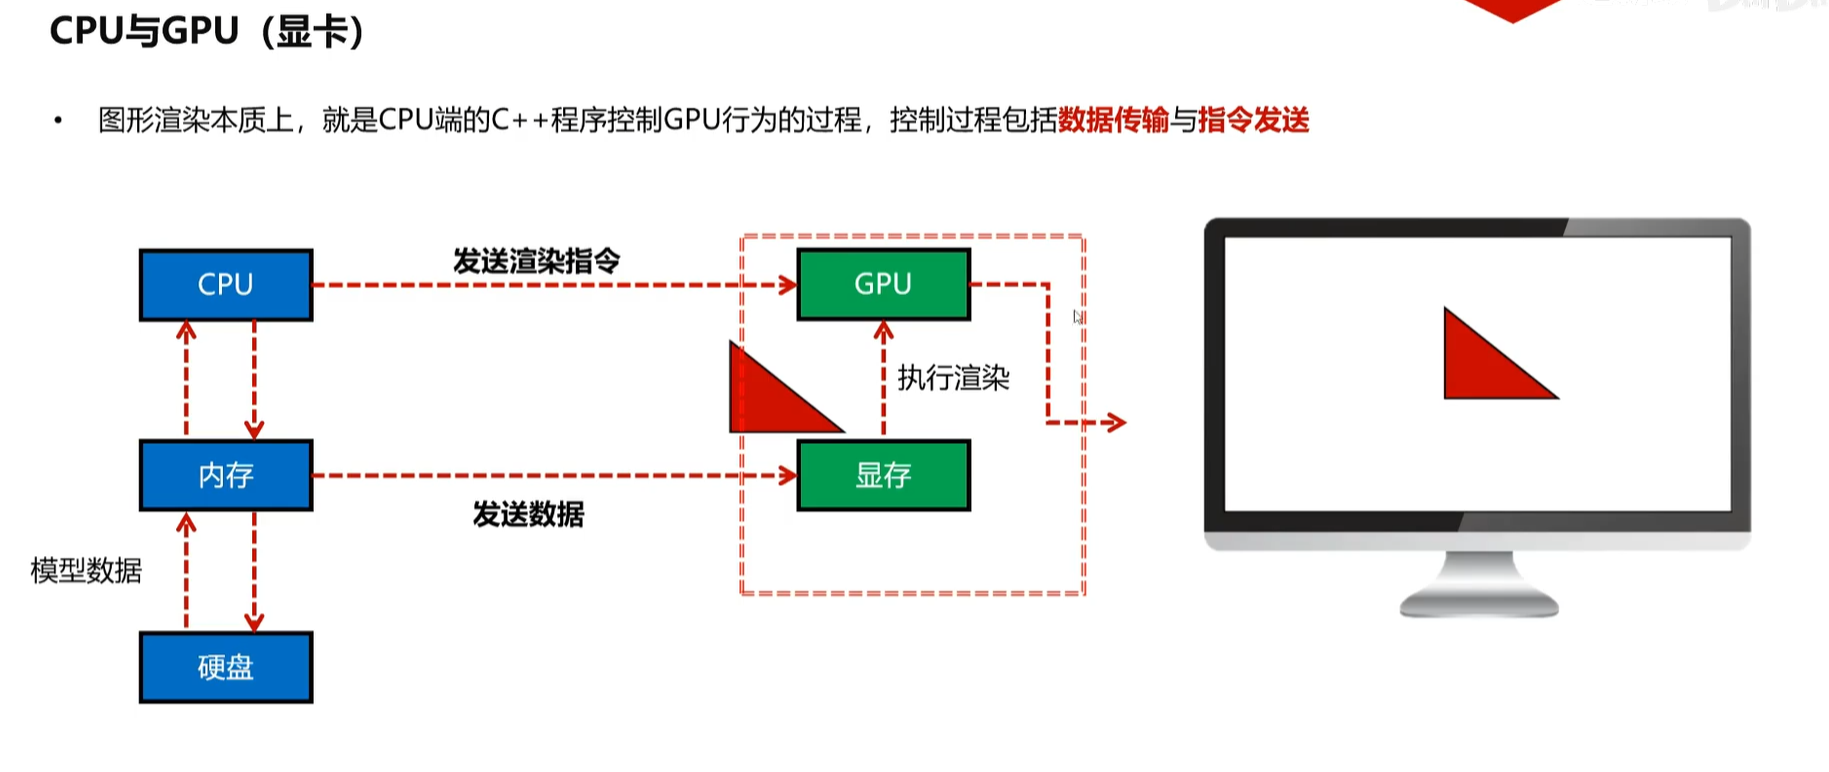 CPU与GPU（显卡）
• 图形渲染本质上，就是CPU端的C++程序控制GPU行为的过程，控制过程包括数据传输与指令发送
CPU
发送渲染指令
GPU
执行渲染
内存
发送数据
显存
模型数据
硬盘